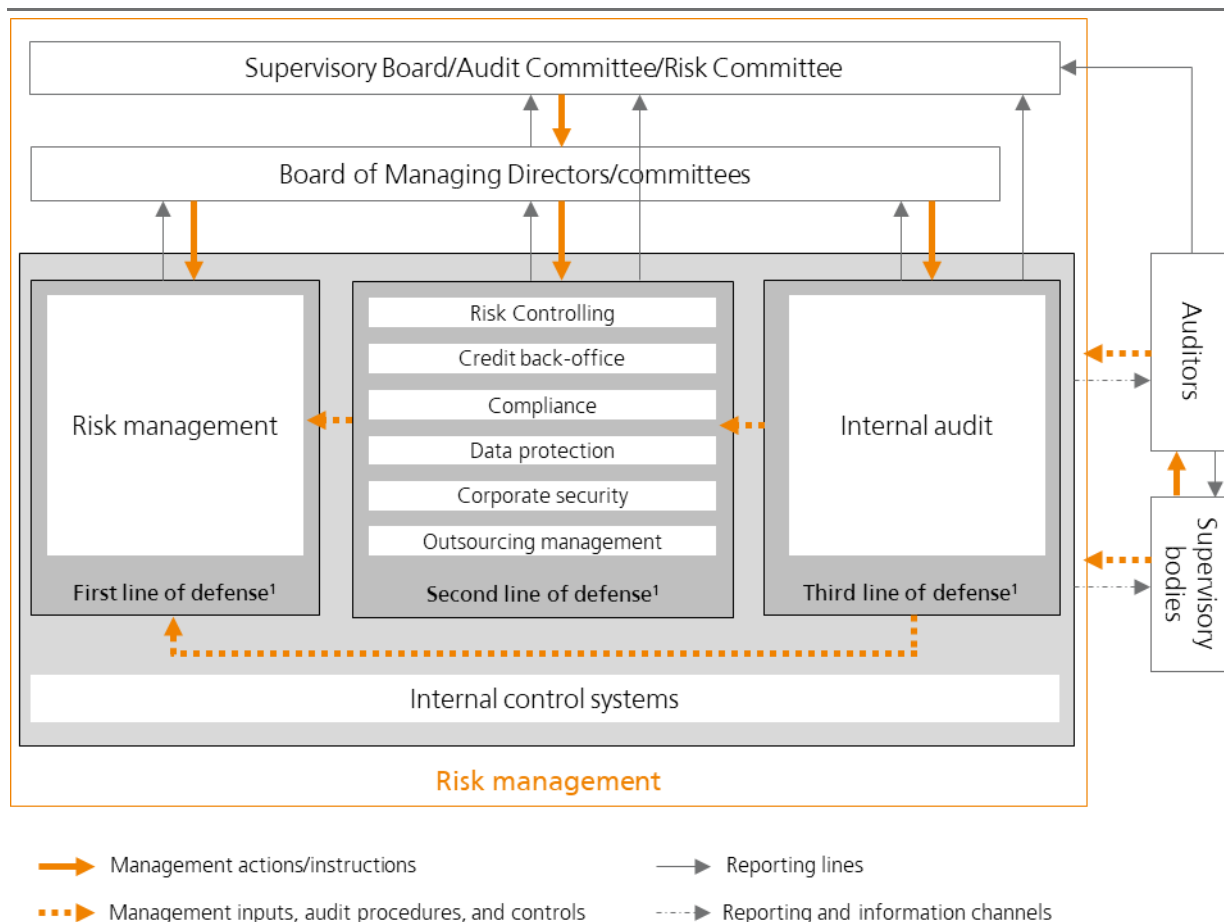 Supervisory Board/Audit Committee/Risk Committee
Board of Managing Directors/committees
Risk management
First line of defense¹
Risk Controlling
Credit back-office
Compliance
Data protection
Corporate security
Outsourcing management
Second line of defense¹
Internal audit
Third line of defense¹
Auditors
Supervisory
bodies
Internal control systems
Risk management
Management actions/instructions
Reporting lines
Management inputs, audit procedures, and controls
Reporting and information channels